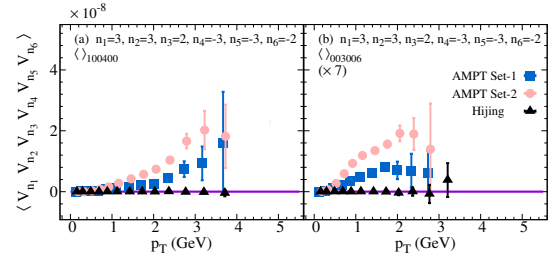 ×10⁻⁸
⟨ V_{n₁} V_{n₂} V_{n₃} V_{n₄} V_{n₅} V_{n₆} ⟩
4
2
0
(a) n₁=3, n₂=3, n₃=2, n₄=-3, n₅=-3, n₆=-2
⟨ ⟩₁₀₀₄₀₀
0 1 2 3 4 5
p_T (GeV)
(b) n₁=3, n₂=3, n₃=2, n₄=-3, n₅=-3, n₆=-2
⟨ ⟩₀₀₃₀₀₆
(× 7)
AMPT Set-1
AMPT Set-2
Hijing
0 1 2 3 4 5
p_T (GeV)